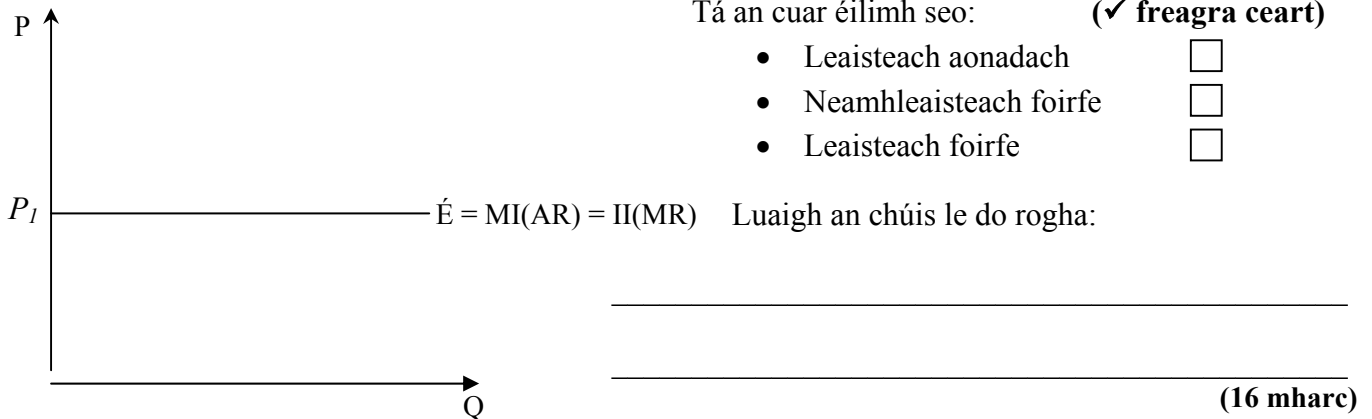 P
Tá an cuar éilimh seo: (✓ freagra ceart)
• Leaisteach aonadach
• Neamhleaisteach foirfe
• Leaisteach foirfe
P1
É = MI(AR) = II(MR)
Luaigh an chúis le do rogha:
Q
(16 mharc)